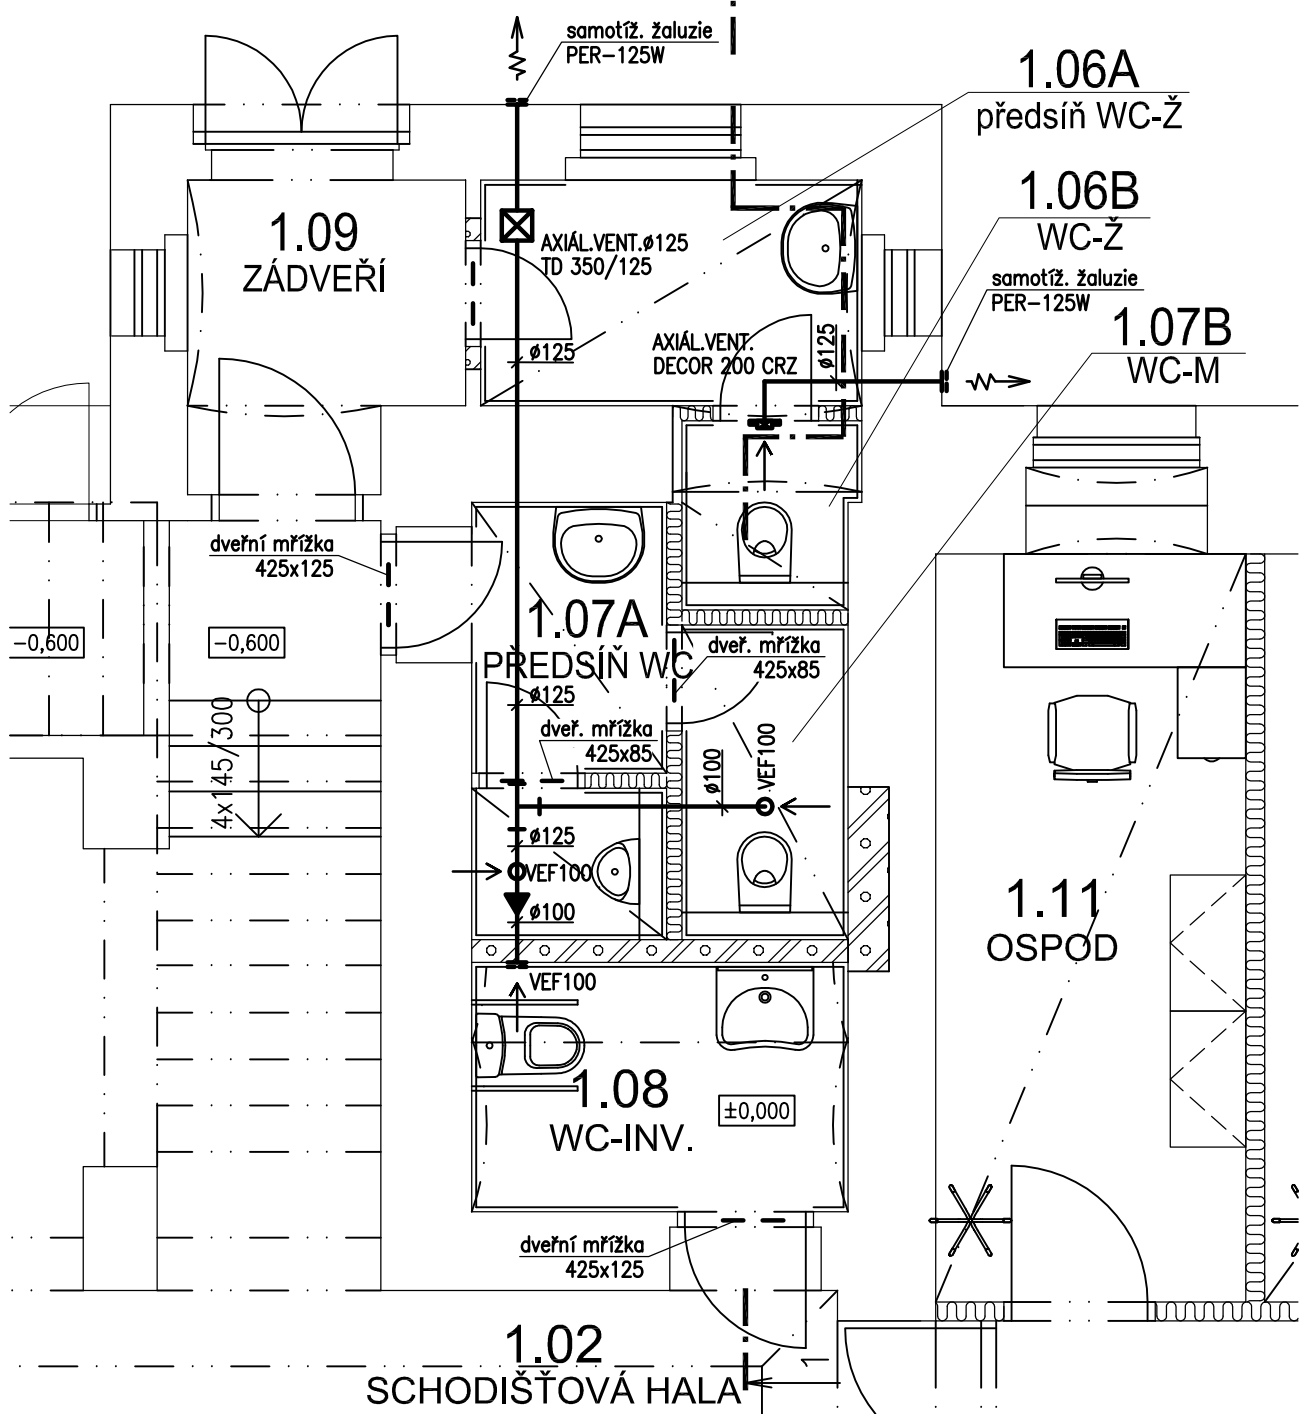 samotíž. žaluzie
PER-125W
1.06A
předsíň WC-Ž
1.06B
WC-Ž
samotíž. žaluzie
PER-125W
1.07B
WC-M
1.09
ZÁDVEŘÍ
AXIÁL.VENT.ø125
TD 350/125
ø125
AXIÁL.VENT.
DECOR 200 CRZ
ø125
dveřní mřížka
425x125
-0,600
-0,600
4x145/300
1.07A
PŘEDSÍŇ WC
dveř. mřížka
425x85
ø125
dveř. mřížka
425x85
ø100
VEF100
ø125
VEF100
ø100
VEF100
1.11
OSPOD
1.08
WC-INV.
±0,000
dveřní mřížka
425x125
1.02
SCHODIŠŤOVÁ HALA
1